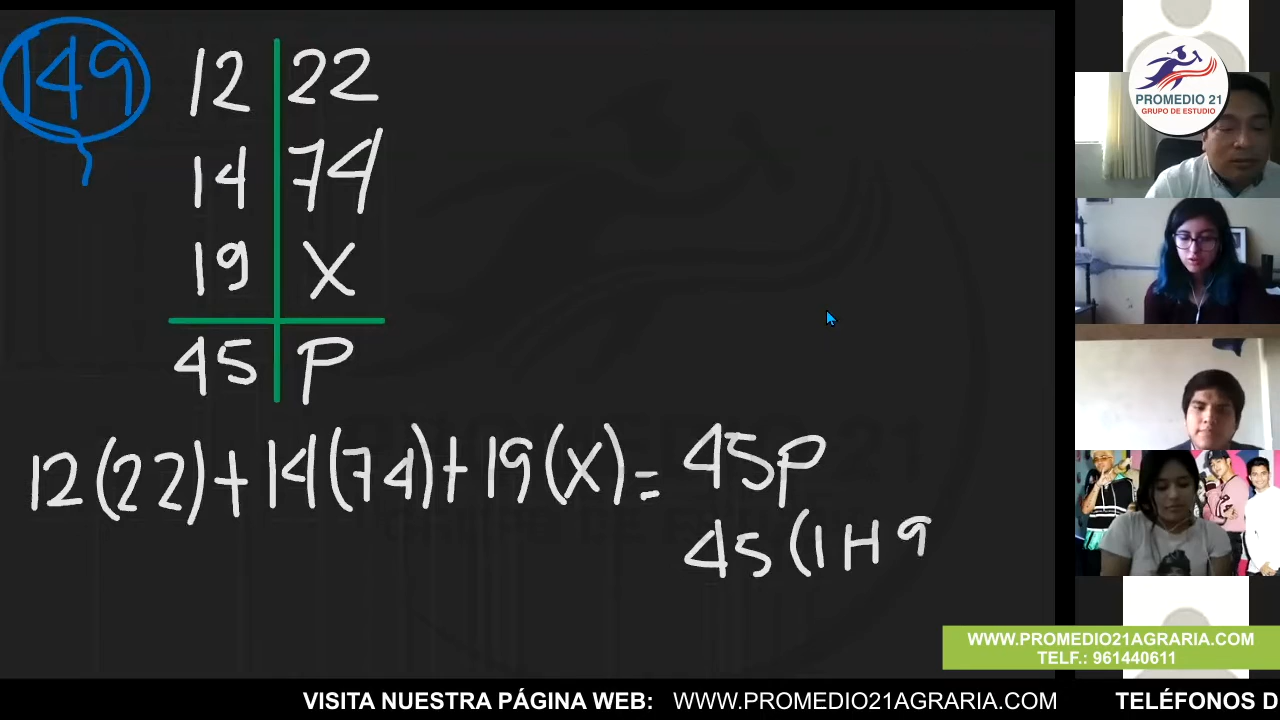 149
12 22
14 74
19 X
45 P
12(22)+14(74)+19(X)=45P
45(1H9
PROMEDIO 21
GRUPO DE ESTUDIO
WWW.PROMEDIO21AGRARIA.COM
TELF.: 961440611
VISITA NUESTRA PÁGINA WEB: WWW.PROMEDIO21AGRARIA.COM TELÉFONOS D